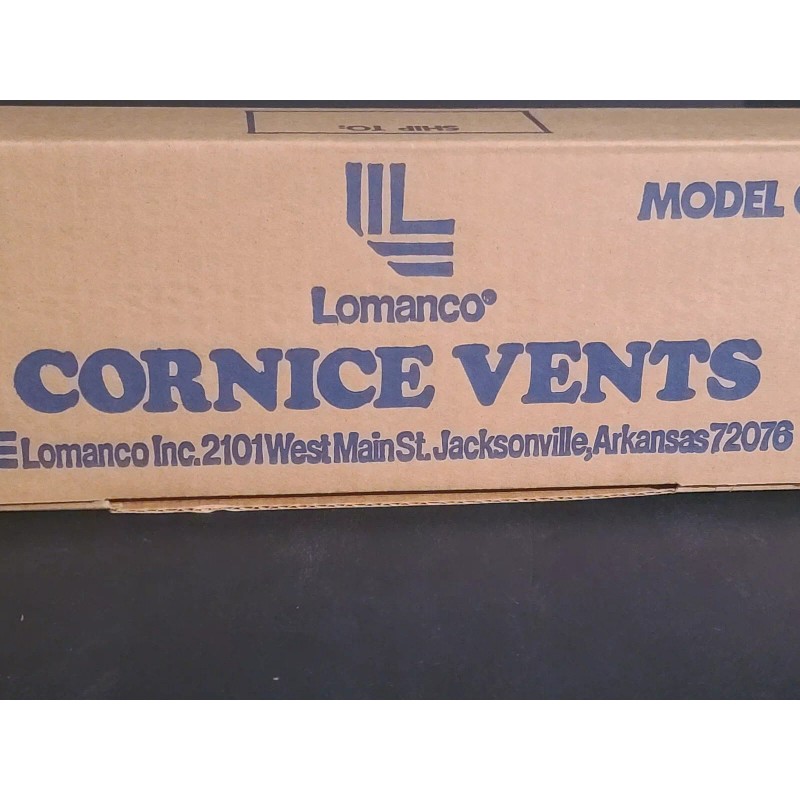 SHIP TO:
MODEL
Lomanco®
CORNICE VENTS
Lomanco Inc. 2101 West Main St. Jacksonville, Arkansas 72076